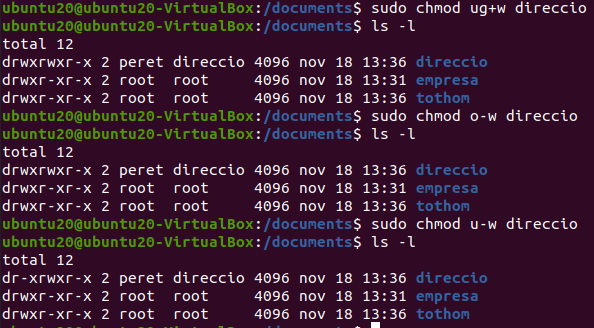 ubuntu20@ubuntu20-VirtualBox:/documents$ sudo chmod ug+w direccio
ubuntu20@ubuntu20-VirtualBox:/documents$ ls -l
total 12
drwxrwxr-x 2 peret direccio 4096 nov 18 13:36 direccio
drwxr-xr-x 2 root  root     4096 nov 18 13:31 empresa
drwxr-xr-x 2 root  root     4096 nov 18 13:36 tothom
ubuntu20@ubuntu20-VirtualBox:/documents$ sudo chmod o-w direccio
ubuntu20@ubuntu20-VirtualBox:/documents$ ls -l
total 12
drwxrwxr-x 2 peret direccio 4096 nov 18 13:36 direccio
drwxr-xr-x 2 root  root     4096 nov 18 13:31 empresa
drwxr-xr-x 2 root  root     4096 nov 18 13:36 tothom
ubuntu20@ubuntu20-VirtualBox:/documents$ sudo chmod u-w direccio
ubuntu20@ubuntu20-VirtualBox:/documents$ ls -l
total 12
dr-xrwxr-x 2 peret direccio 4096 nov 18 13:36 direccio
drwxr-xr-x 2 root  root     4096 nov 18 13:31 empresa
drwxr-xr-x 2 root  root     4096 nov 18 13:36 tothom